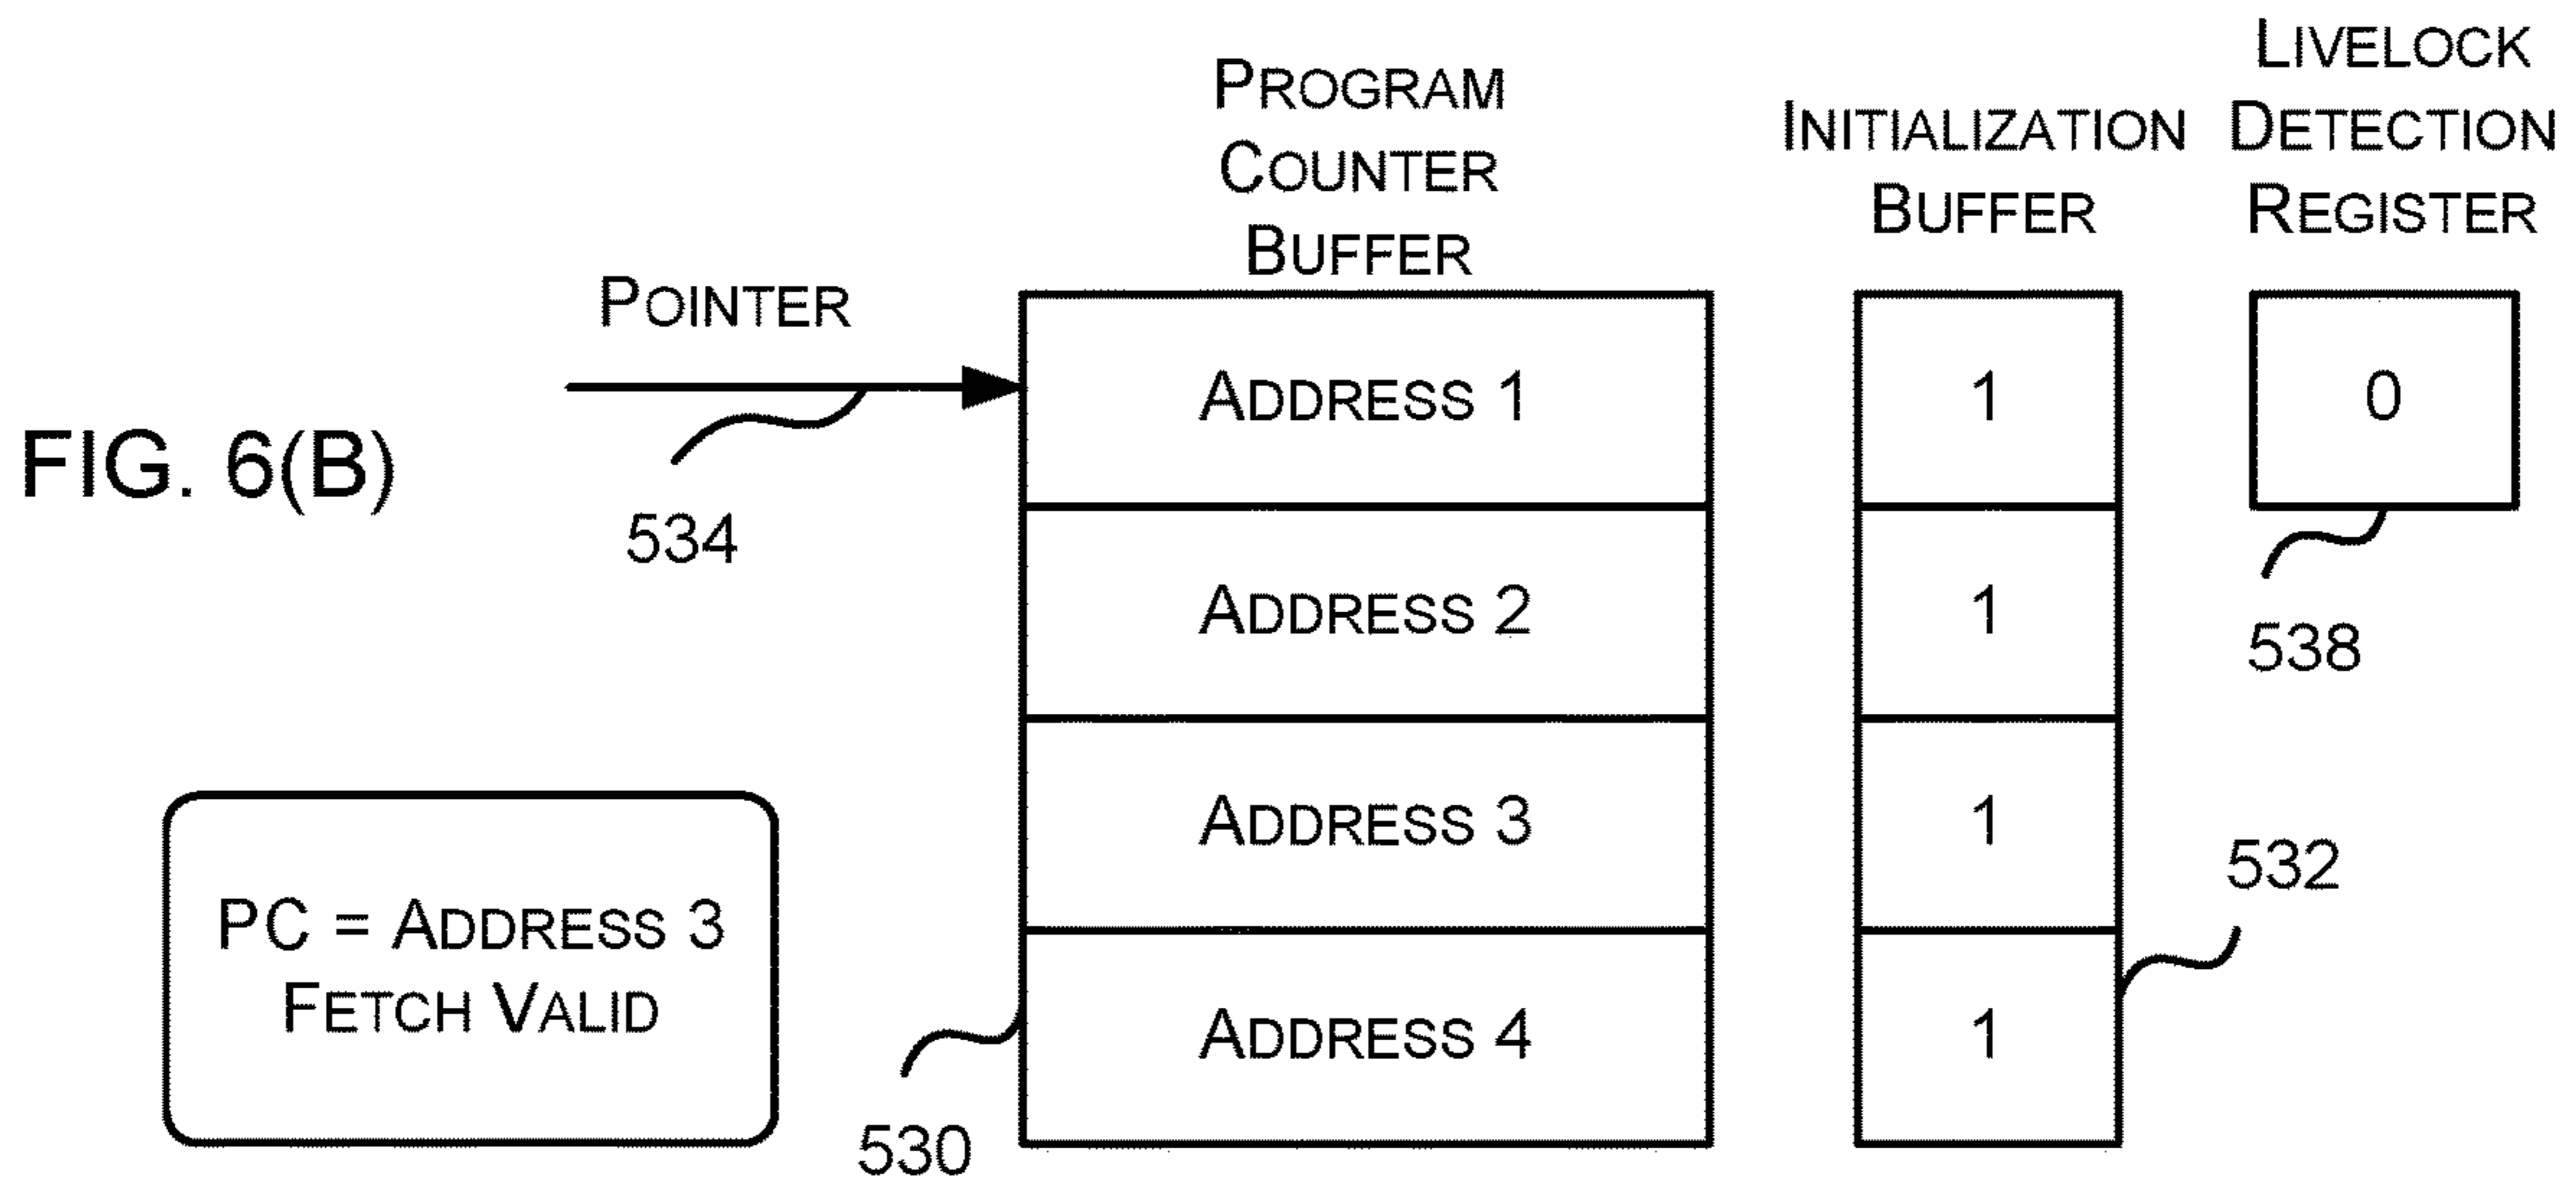 PROGRAM
COUNTER
BUFFER
INITIALIZATION
BUFFER
LIVELOCK
DETECTION
REGISTER
POINTER
FIG. 6(B)
534
ADDRESS 1
1
0
ADDRESS 2
1
538
ADDRESS 3
1
532
PC = ADDRESS 3
FETCH VALID
ADDRESS 4
1
530